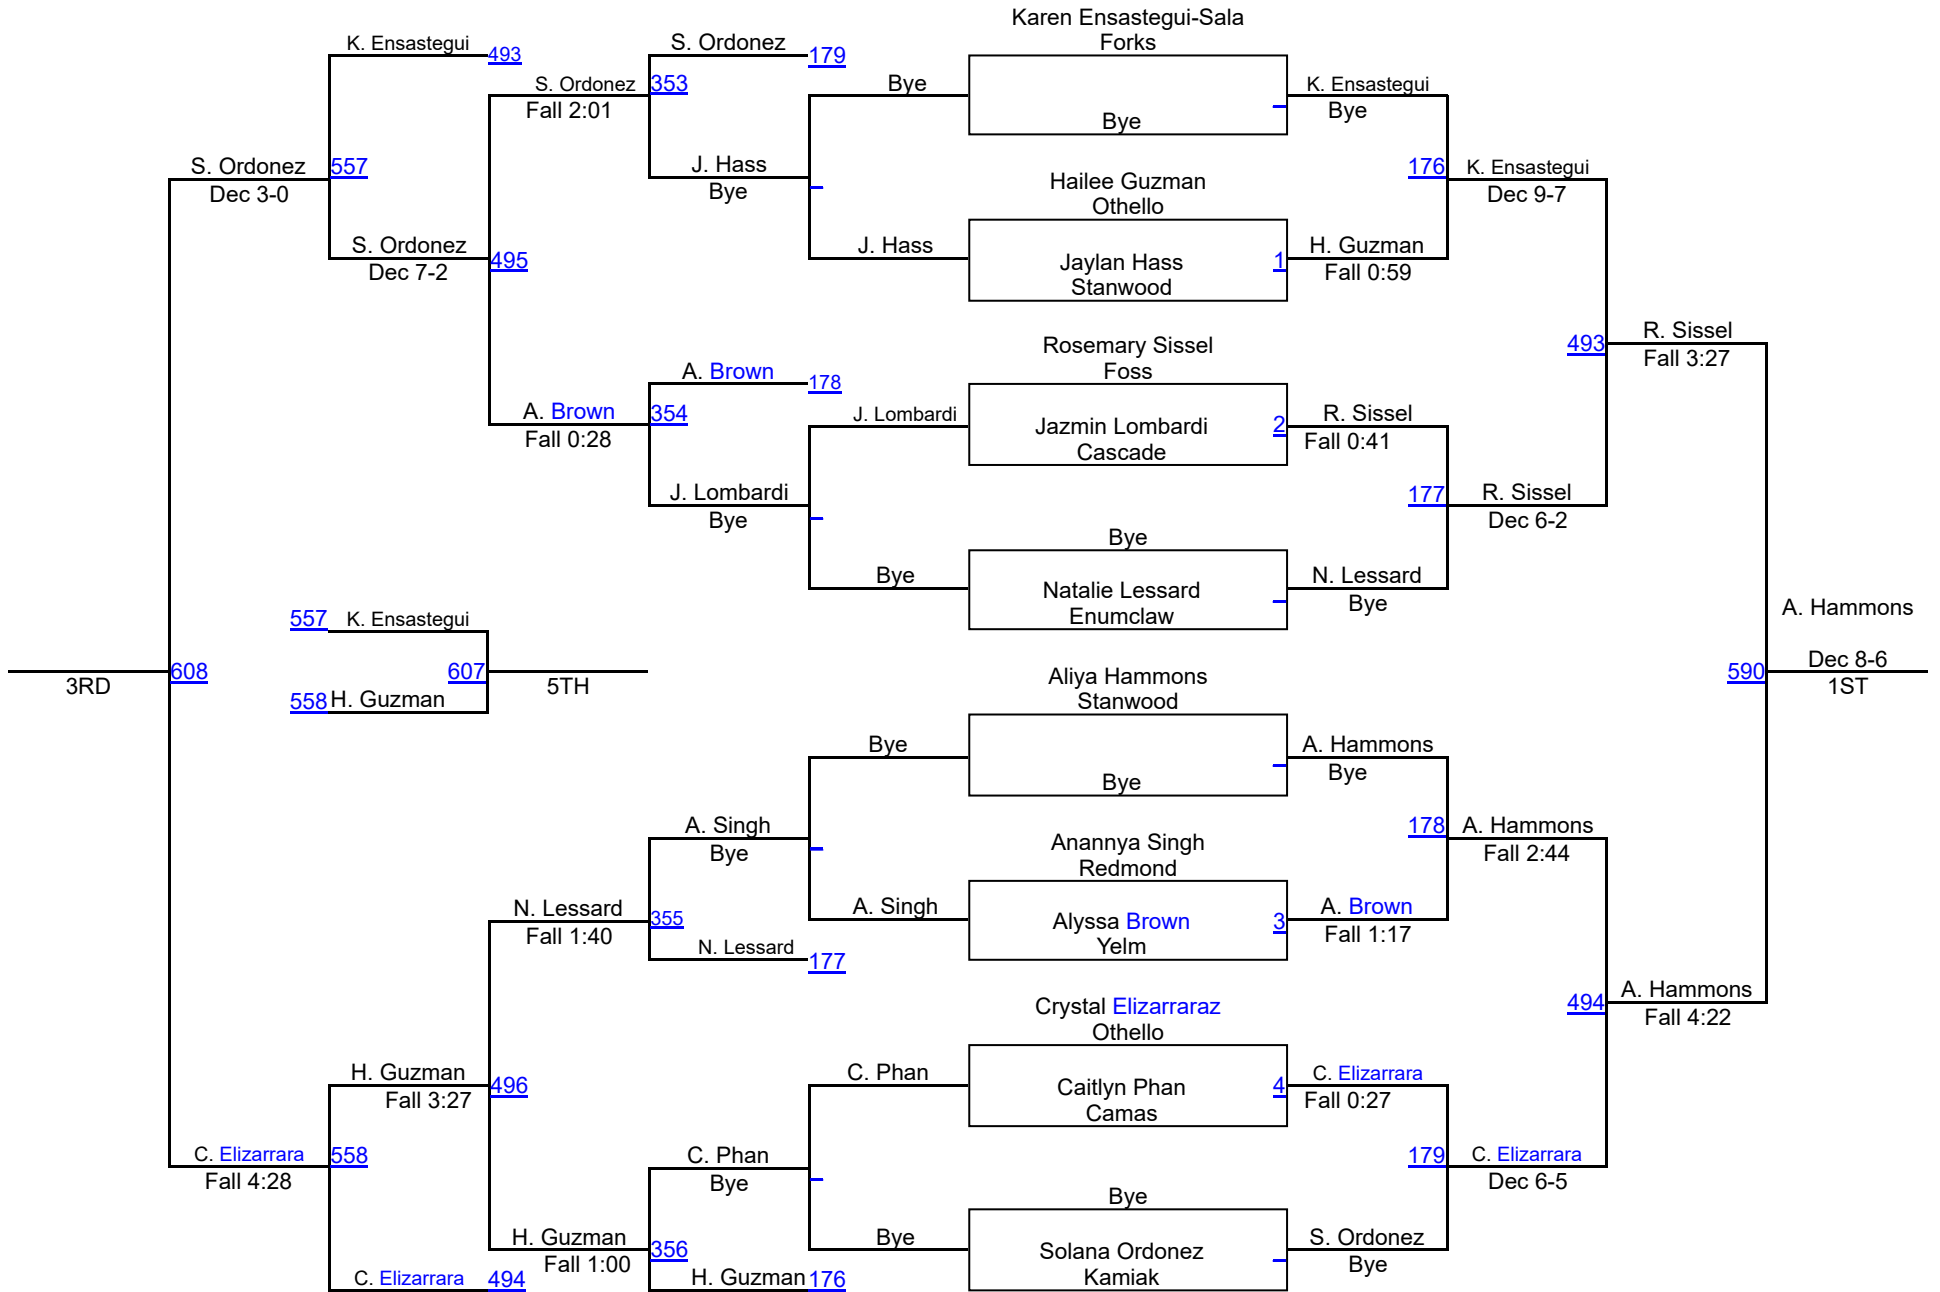 Karen Ensastegui-Sala
K. Ensastegui
493
S. Ordonez
179
Forks
S. Ordonez
353
Bye
K. Ensastegui
Fall 2:01
Bye
Bye
S. Ordonez
557
J. Hass
176
K. Ensastegui
Dec 3-0
Bye
Hailee Guzman
Dec 9-7
Othello
S. Ordonez
495
J. Hass
Jaylan Hass
1
H. Guzman
Dec 7-2
Stanwood
Fall 0:59
Rosemary Sissel
493
R. Sissel
A. Brown
178
Foss
Fall 3:27
A. Brown
354
J. Lombardi
Jazmin Lombardi
2
R. Sissel
Fall 0:28
Cascade
Fall 0:41
J. Lombardi
177
R. Sissel
Bye
Dec 6-2
Bye
Bye
Natalie Lessard
N. Lessard
Enumclaw
Bye
557
K. Ensastegui
A. Hammons
608
607
590
Dec 8-6
3RD
5TH
1ST
558
H. Guzman
Aliya Hammons
Stanwood
Bye
A. Hammons
Bye
Bye
A. Singh
178
A. Hammons
Bye
Anannya Singh
Fall 2:44
Redmond
N. Lessard
355
A. Singh
Alyssa Brown
3
A. Brown
Fall 1:40
Yelm
Fall 1:17
N. Lessard
177
Crystal Elizarraraz
494
A. Hammons
Othello
Fall 4:22
H. Guzman
496
C. Phan
Caitlyn Phan
4
C. Elizarrara
Fall 3:27
Camas
Fall 0:27
C. Elizarrara
558
C. Phan
179
C. Elizarrara
Fall 4:28
Bye
Dec 6-5
Bye
H. Guzman
356
Bye
Solana Ordonez
S. Ordonez
Fall 1:00
Kamiak
Bye
C. Elizarrara
494
H. Guzman
176